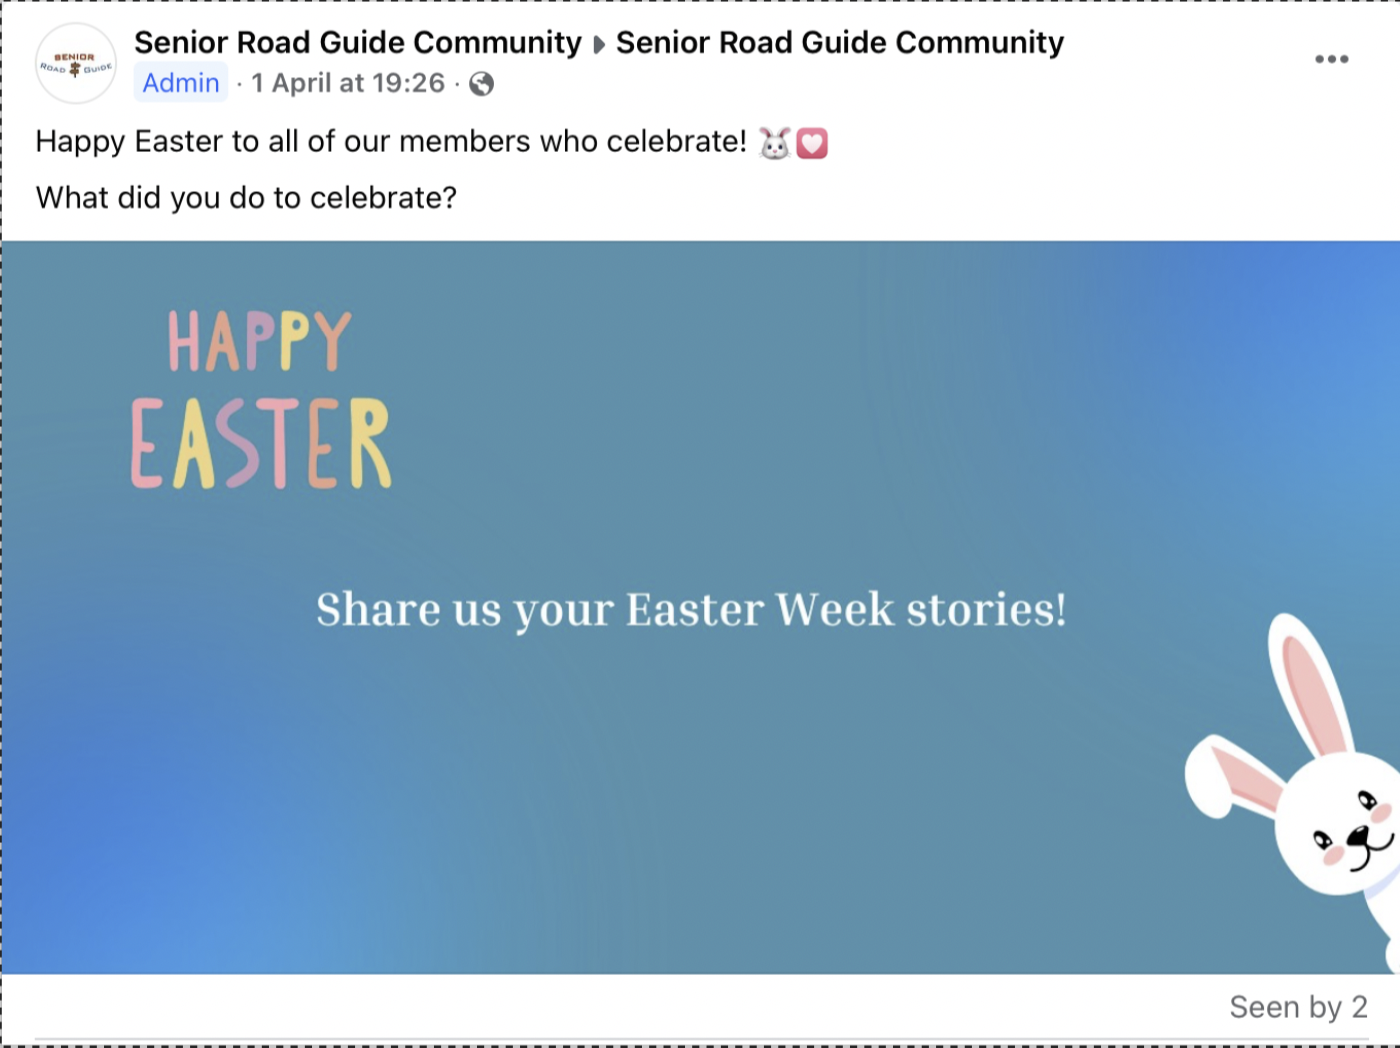 SENIOR
ROAD GUIDE
Senior Road Guide Community Senior Road Guide Community
Admin · 1 April at 19:26 ·
Happy Easter to all of our members who celebrate! 🐰💟
What did you do to celebrate?
HAPPY
EASTER
Share us your Easter Week stories!
Seen by 2